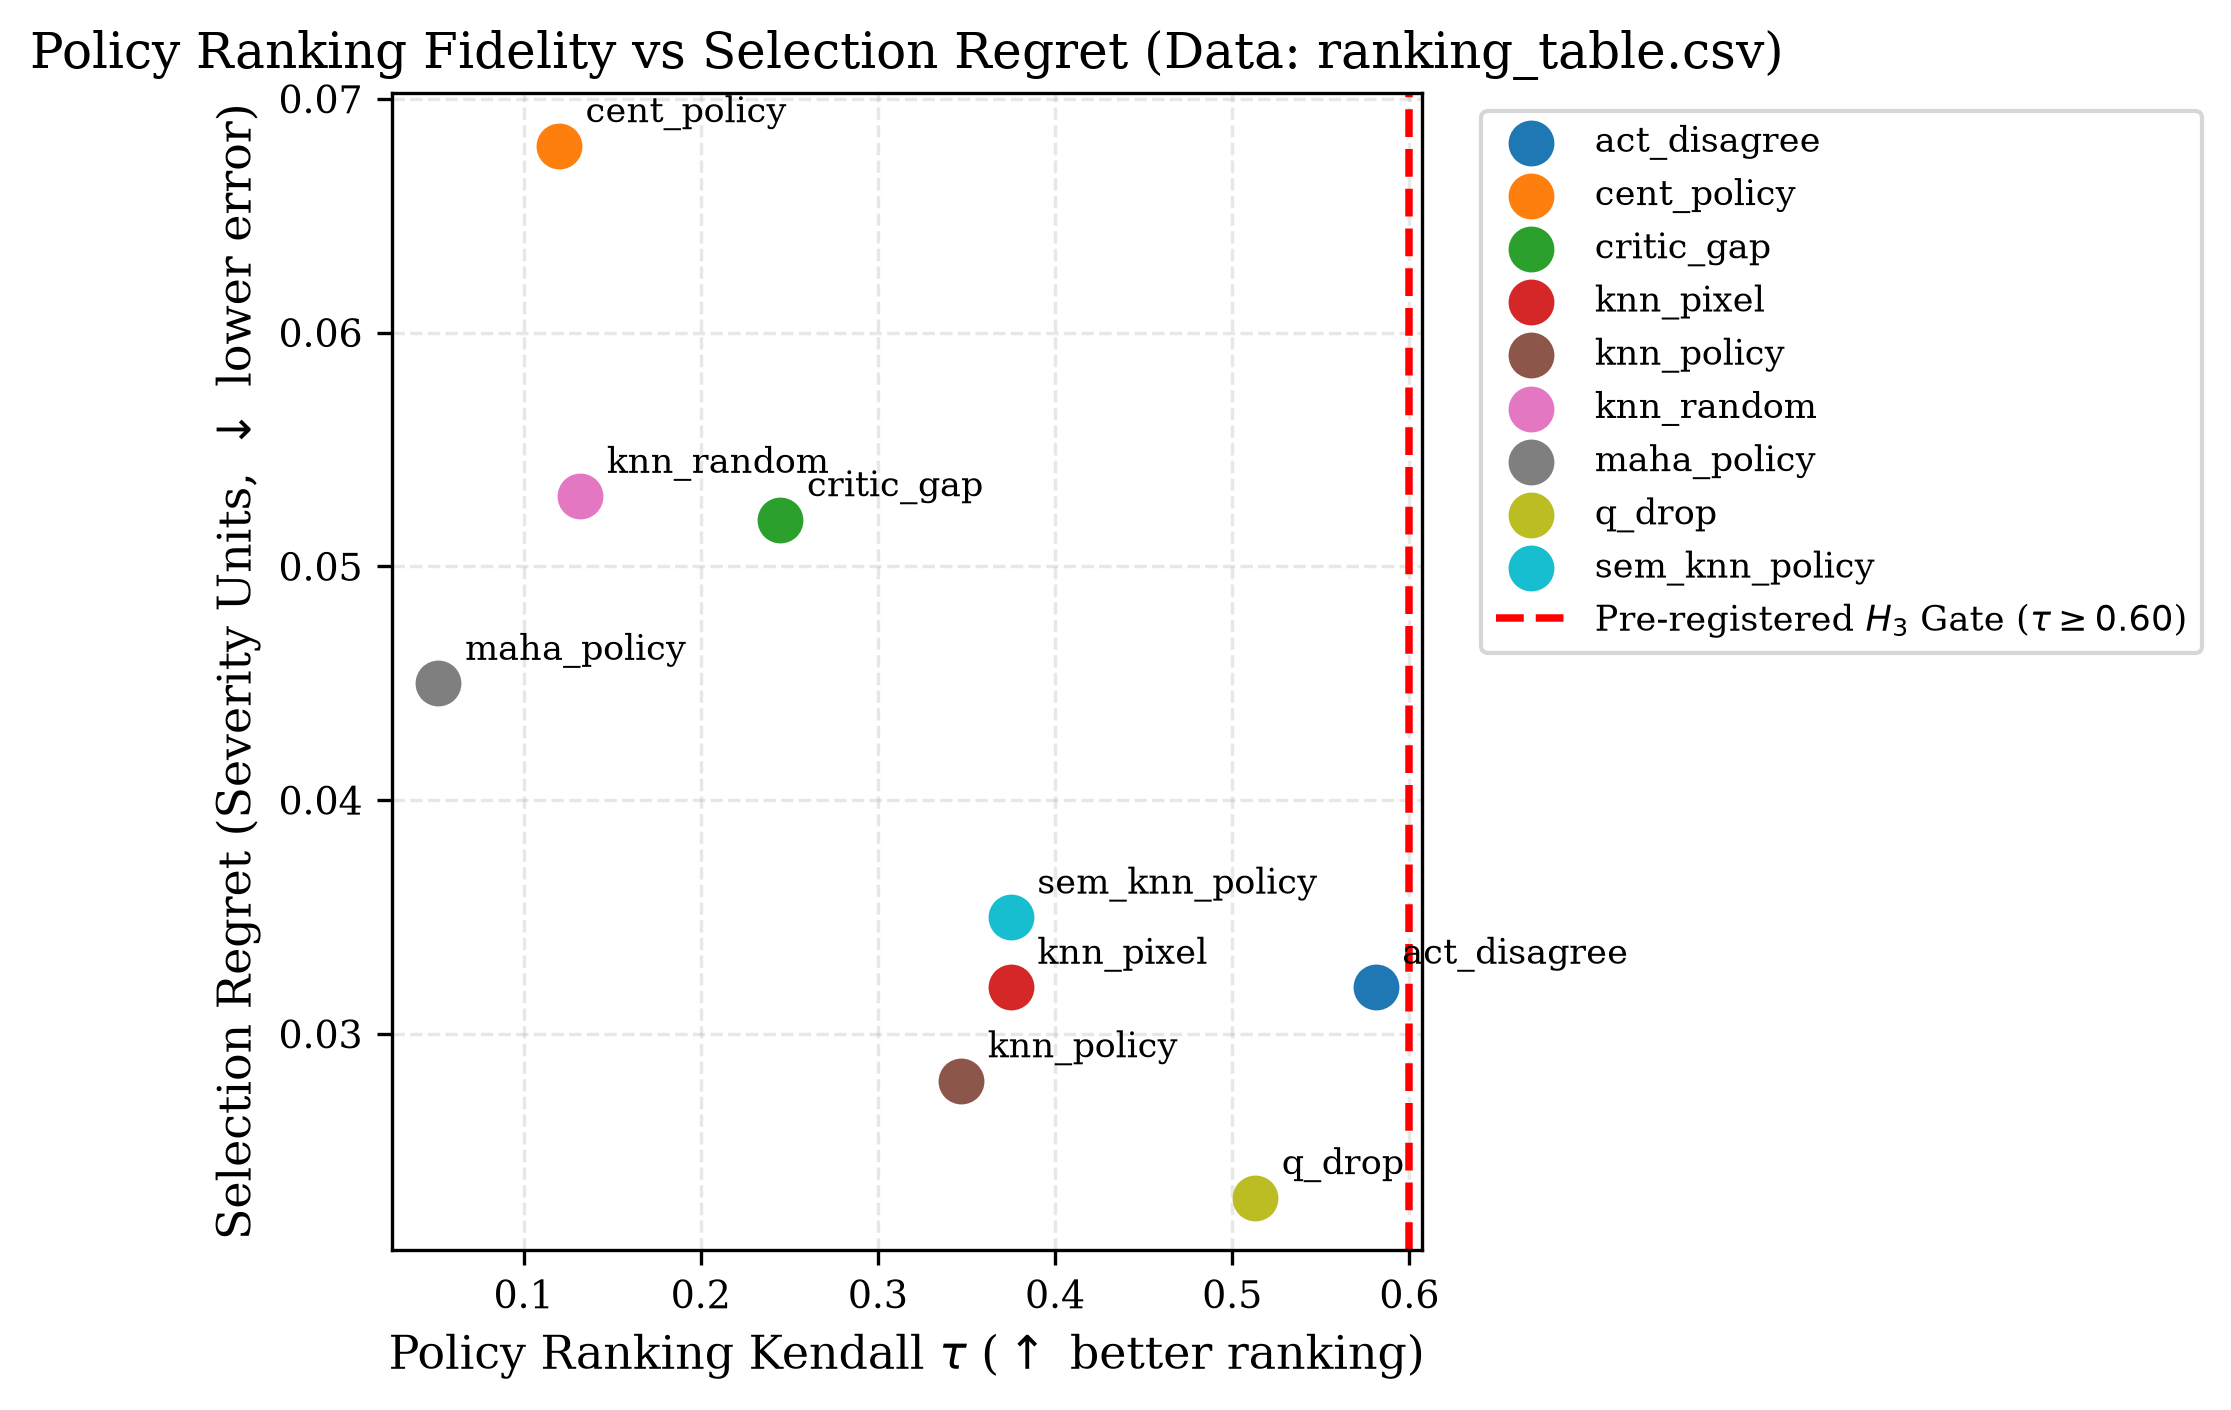 Policy Ranking Fidelity vs Selection Regret (Data: ranking_table.csv)
Selection Regret (Severity Units, ↓ lower error)
0.07
0.06
0.05
0.04
0.03
cent_policy
knn_random
critic_gap
maha_policy
sem_knn_policy
knn_pixel
act_disagree
knn_policy
q_drop
0.1 0.2 0.3 0.4 0.5 0.6
Policy Ranking Kendall τ (↑ better ranking)
act_disagree
cent_policy
critic_gap
knn_pixel
knn_policy
knn_random
maha_policy
q_drop
sem_knn_policy
Pre-registered H₃ Gate (τ ≥ 0.60)